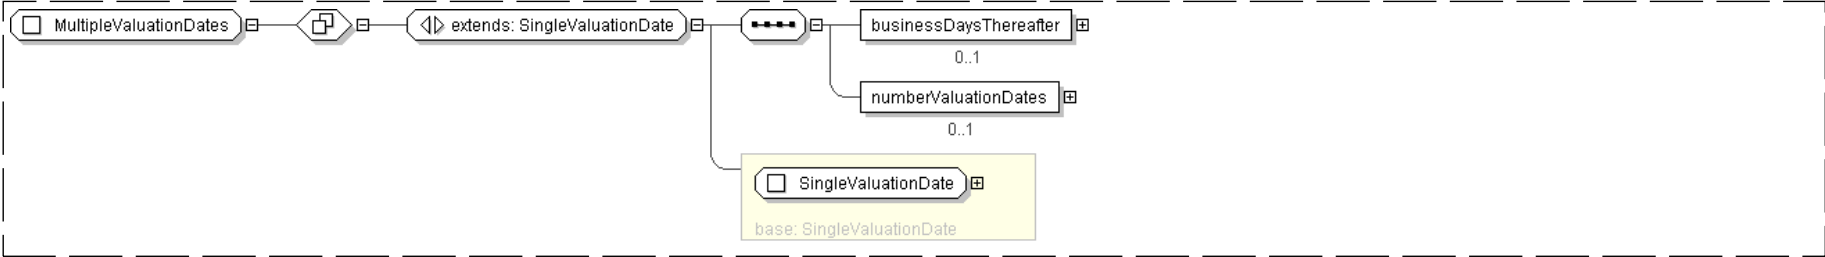 MultipleValuationDates
extends: SingleValuationDate
businessDaysThereafter
0..1
numberValuationDates
0..1
SingleValuationDate
base: SingleValuationDate